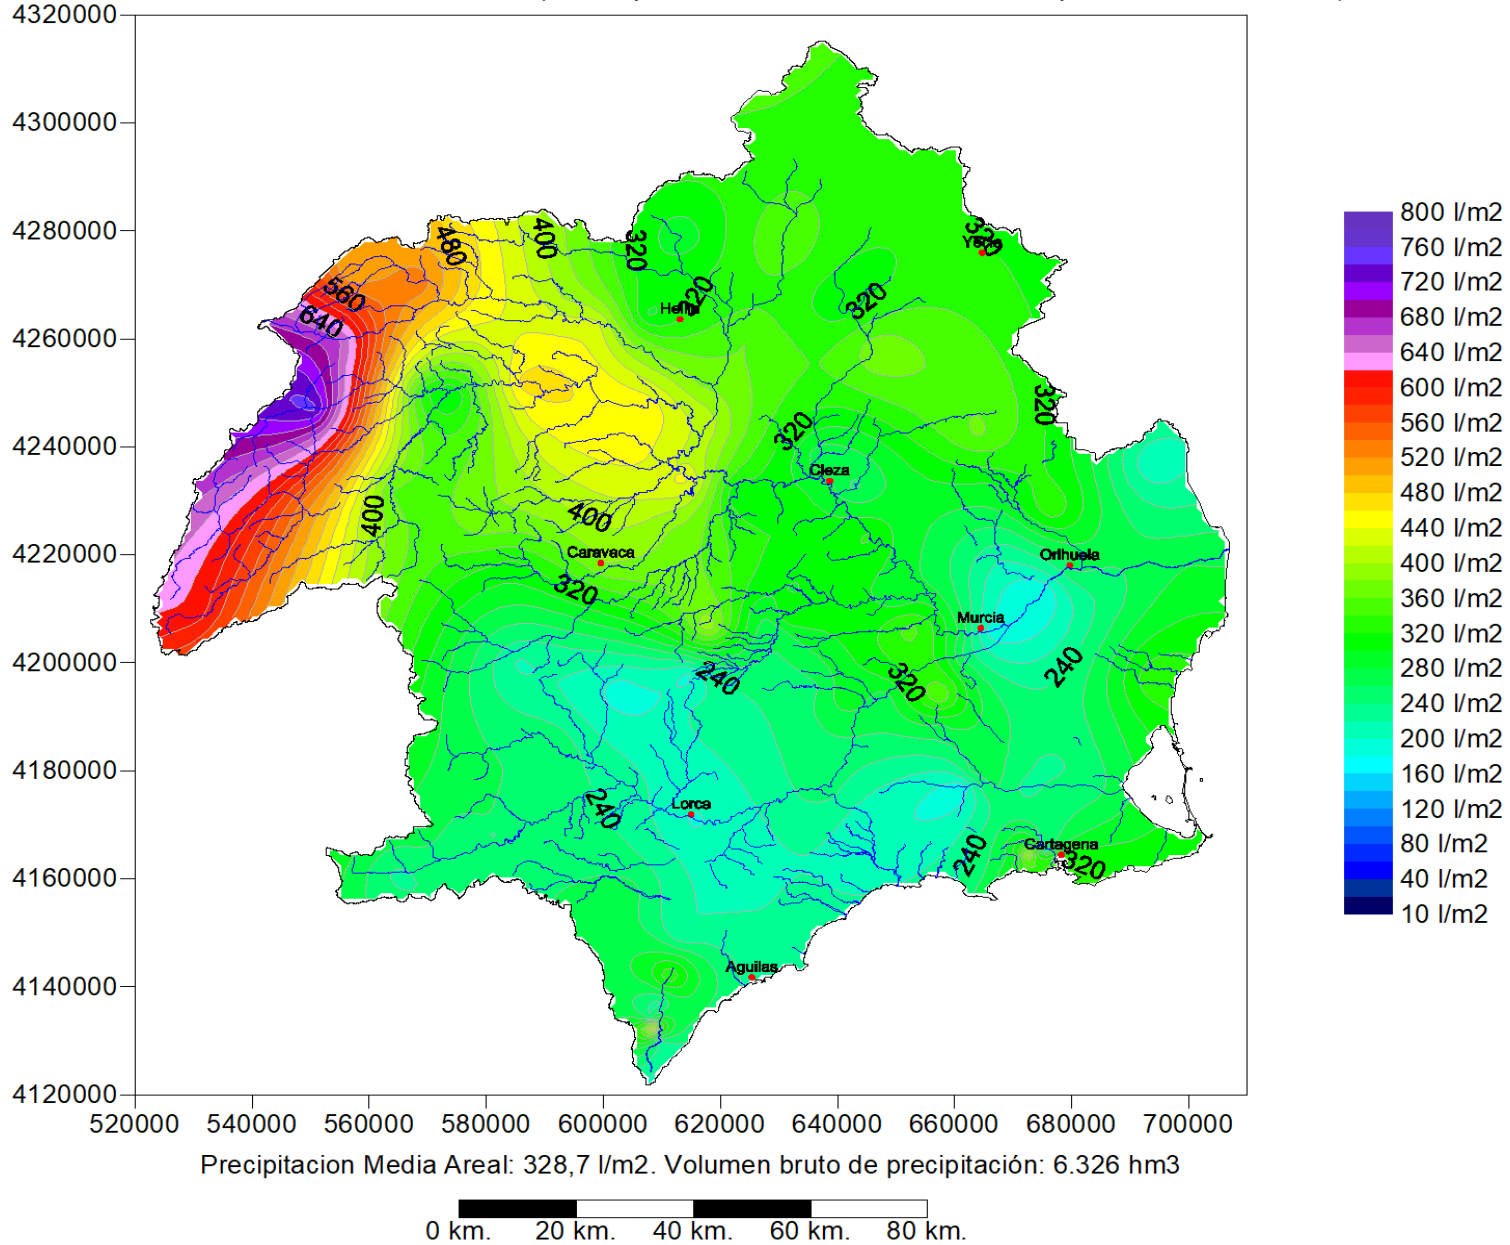 4320000
4300000
4280000
4260000
4240000
4220000
4200000
4180000
4160000
4140000
4120000
520000 540000 560000 580000 600000 620000 640000 660000 680000 700000
480
400
320
320
Yecla
560
640
320
Hellin
320
320
320
Cieza
400
400
Caravaca
320
Orihuela
Murcia
240
240
320
240
Lorca
240
Cartagena
320
Aguilas
800 l/m2
760 l/m2
720 l/m2
680 l/m2
640 l/m2
600 l/m2
560 l/m2
520 l/m2
480 l/m2
440 l/m2
400 l/m2
360 l/m2
320 l/m2
280 l/m2
240 l/m2
200 l/m2
160 l/m2
120 l/m2
80 l/m2
40 l/m2
10 l/m2
Precipitacion Media Areal: 328,7 l/m2. Volumen bruto de precipitación: 6.326 hm3
0 km. 20 km. 40 km. 60 km. 80 km.